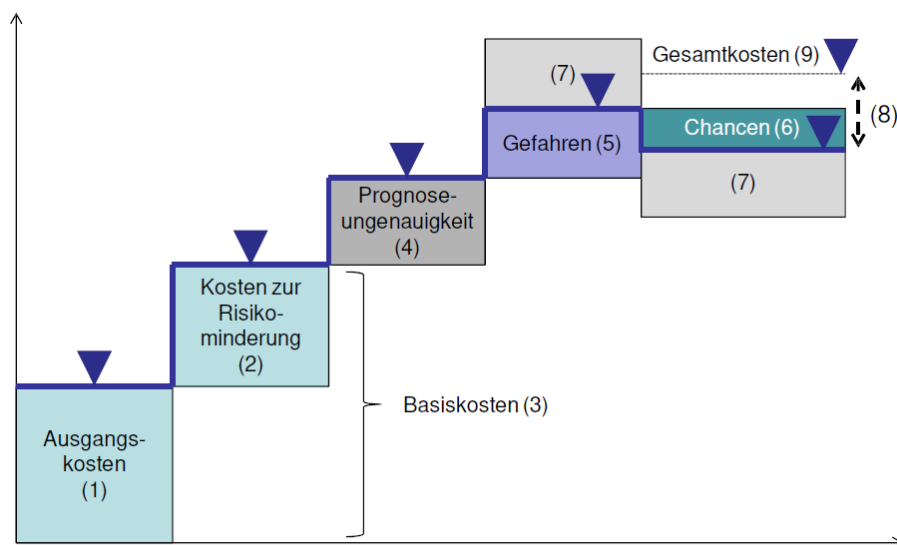 Gesamtkosten (9)
(7)
(8)
Chancen (6)
Gefahren (5)
(7)
Prognose-
ungenauigkeit
(4)
Kosten zur
Risiko-
minderung
(2)
Basiskosten (3)
Ausgangs-
kosten
(1)